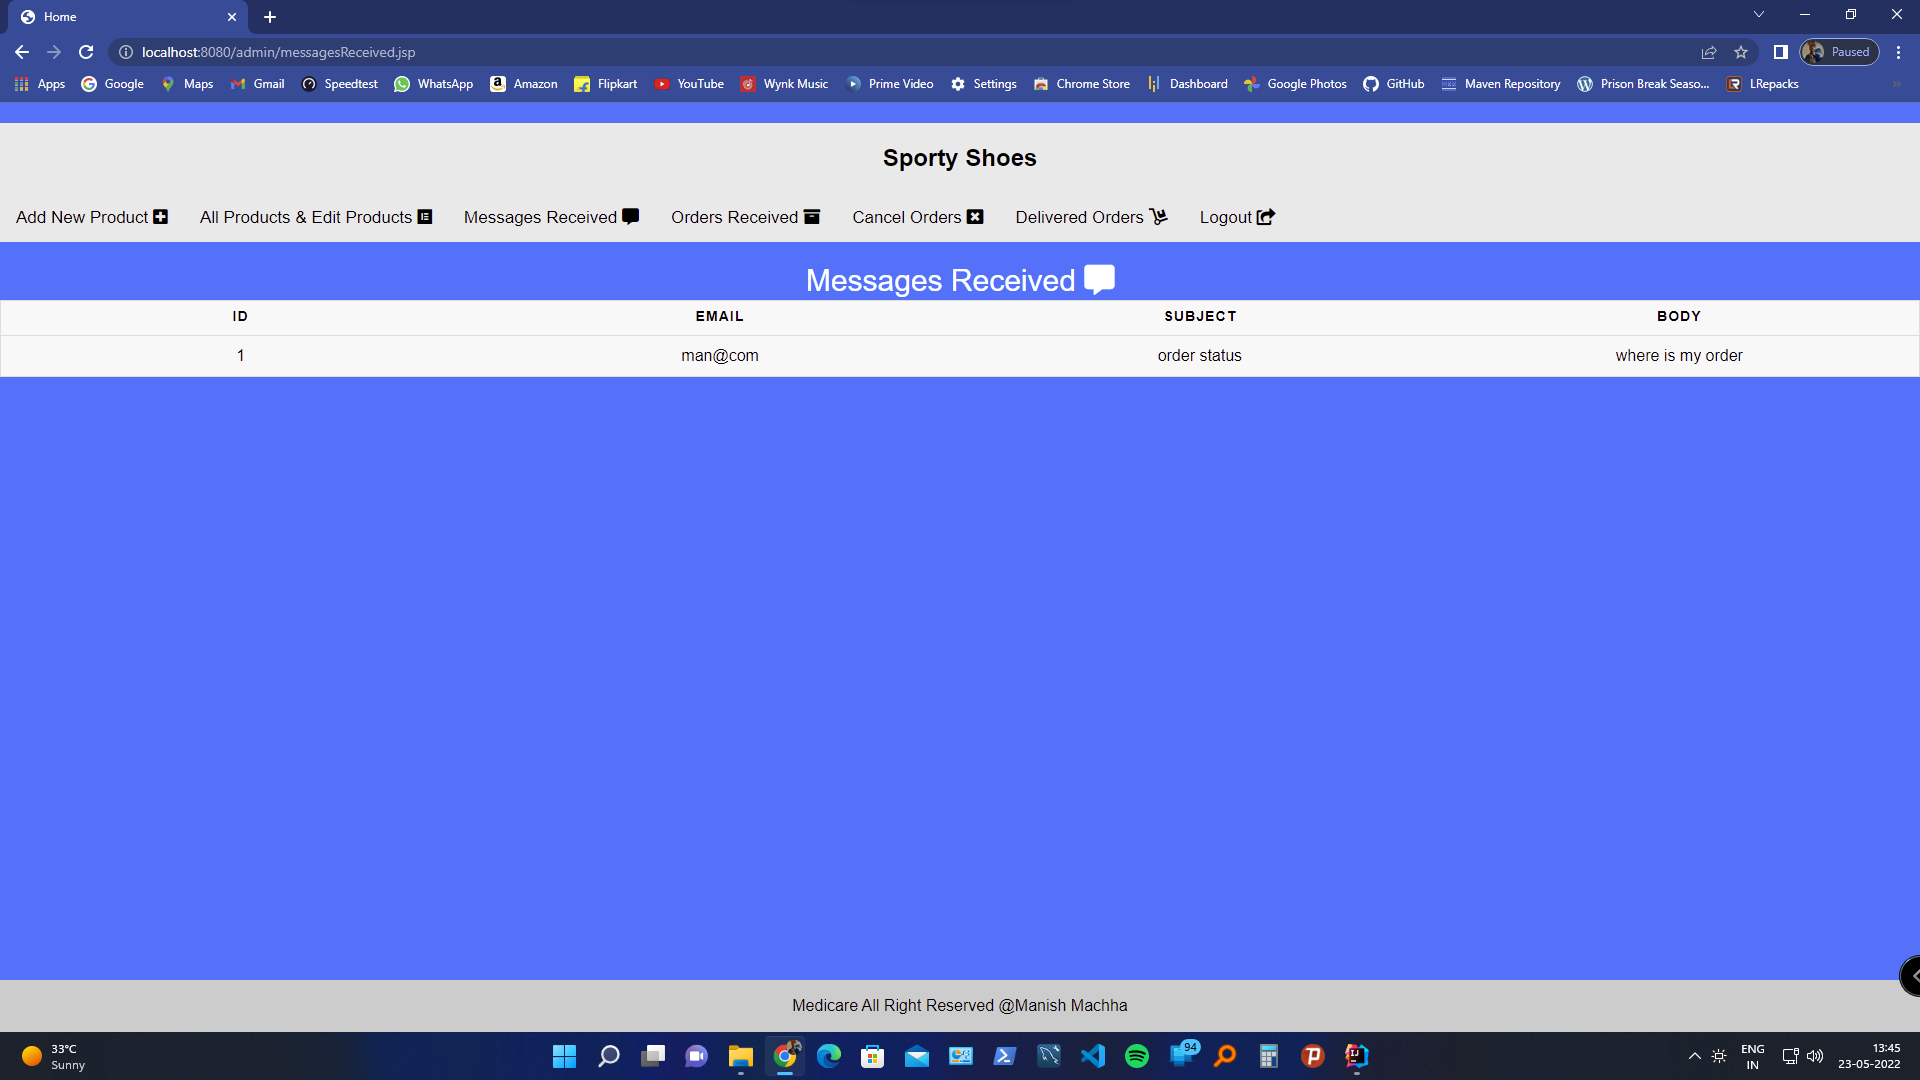 Home
localhost:8080/admin/messagesReceived.jsp
Paused
Apps Google Maps Gmail Speedtest WhatsApp Amazon Flipkart YouTube Wynk Music Prime Video Settings Chrome Store Dashboard Google Photos GitHub Maven Repository Prison Break Seaso... LRepacks
Sporty Shoes
Add New Product All Products & Edit Products Messages Received Orders Received Cancel Orders Delivered Orders Logout
Messages Received
ID EMAIL SUBJECT BODY
1 man@com order status where is my order
Medicare All Right Reserved @Manish Machha
33°C
Sunny
94
ENG
IN
13:45
23-05-2022